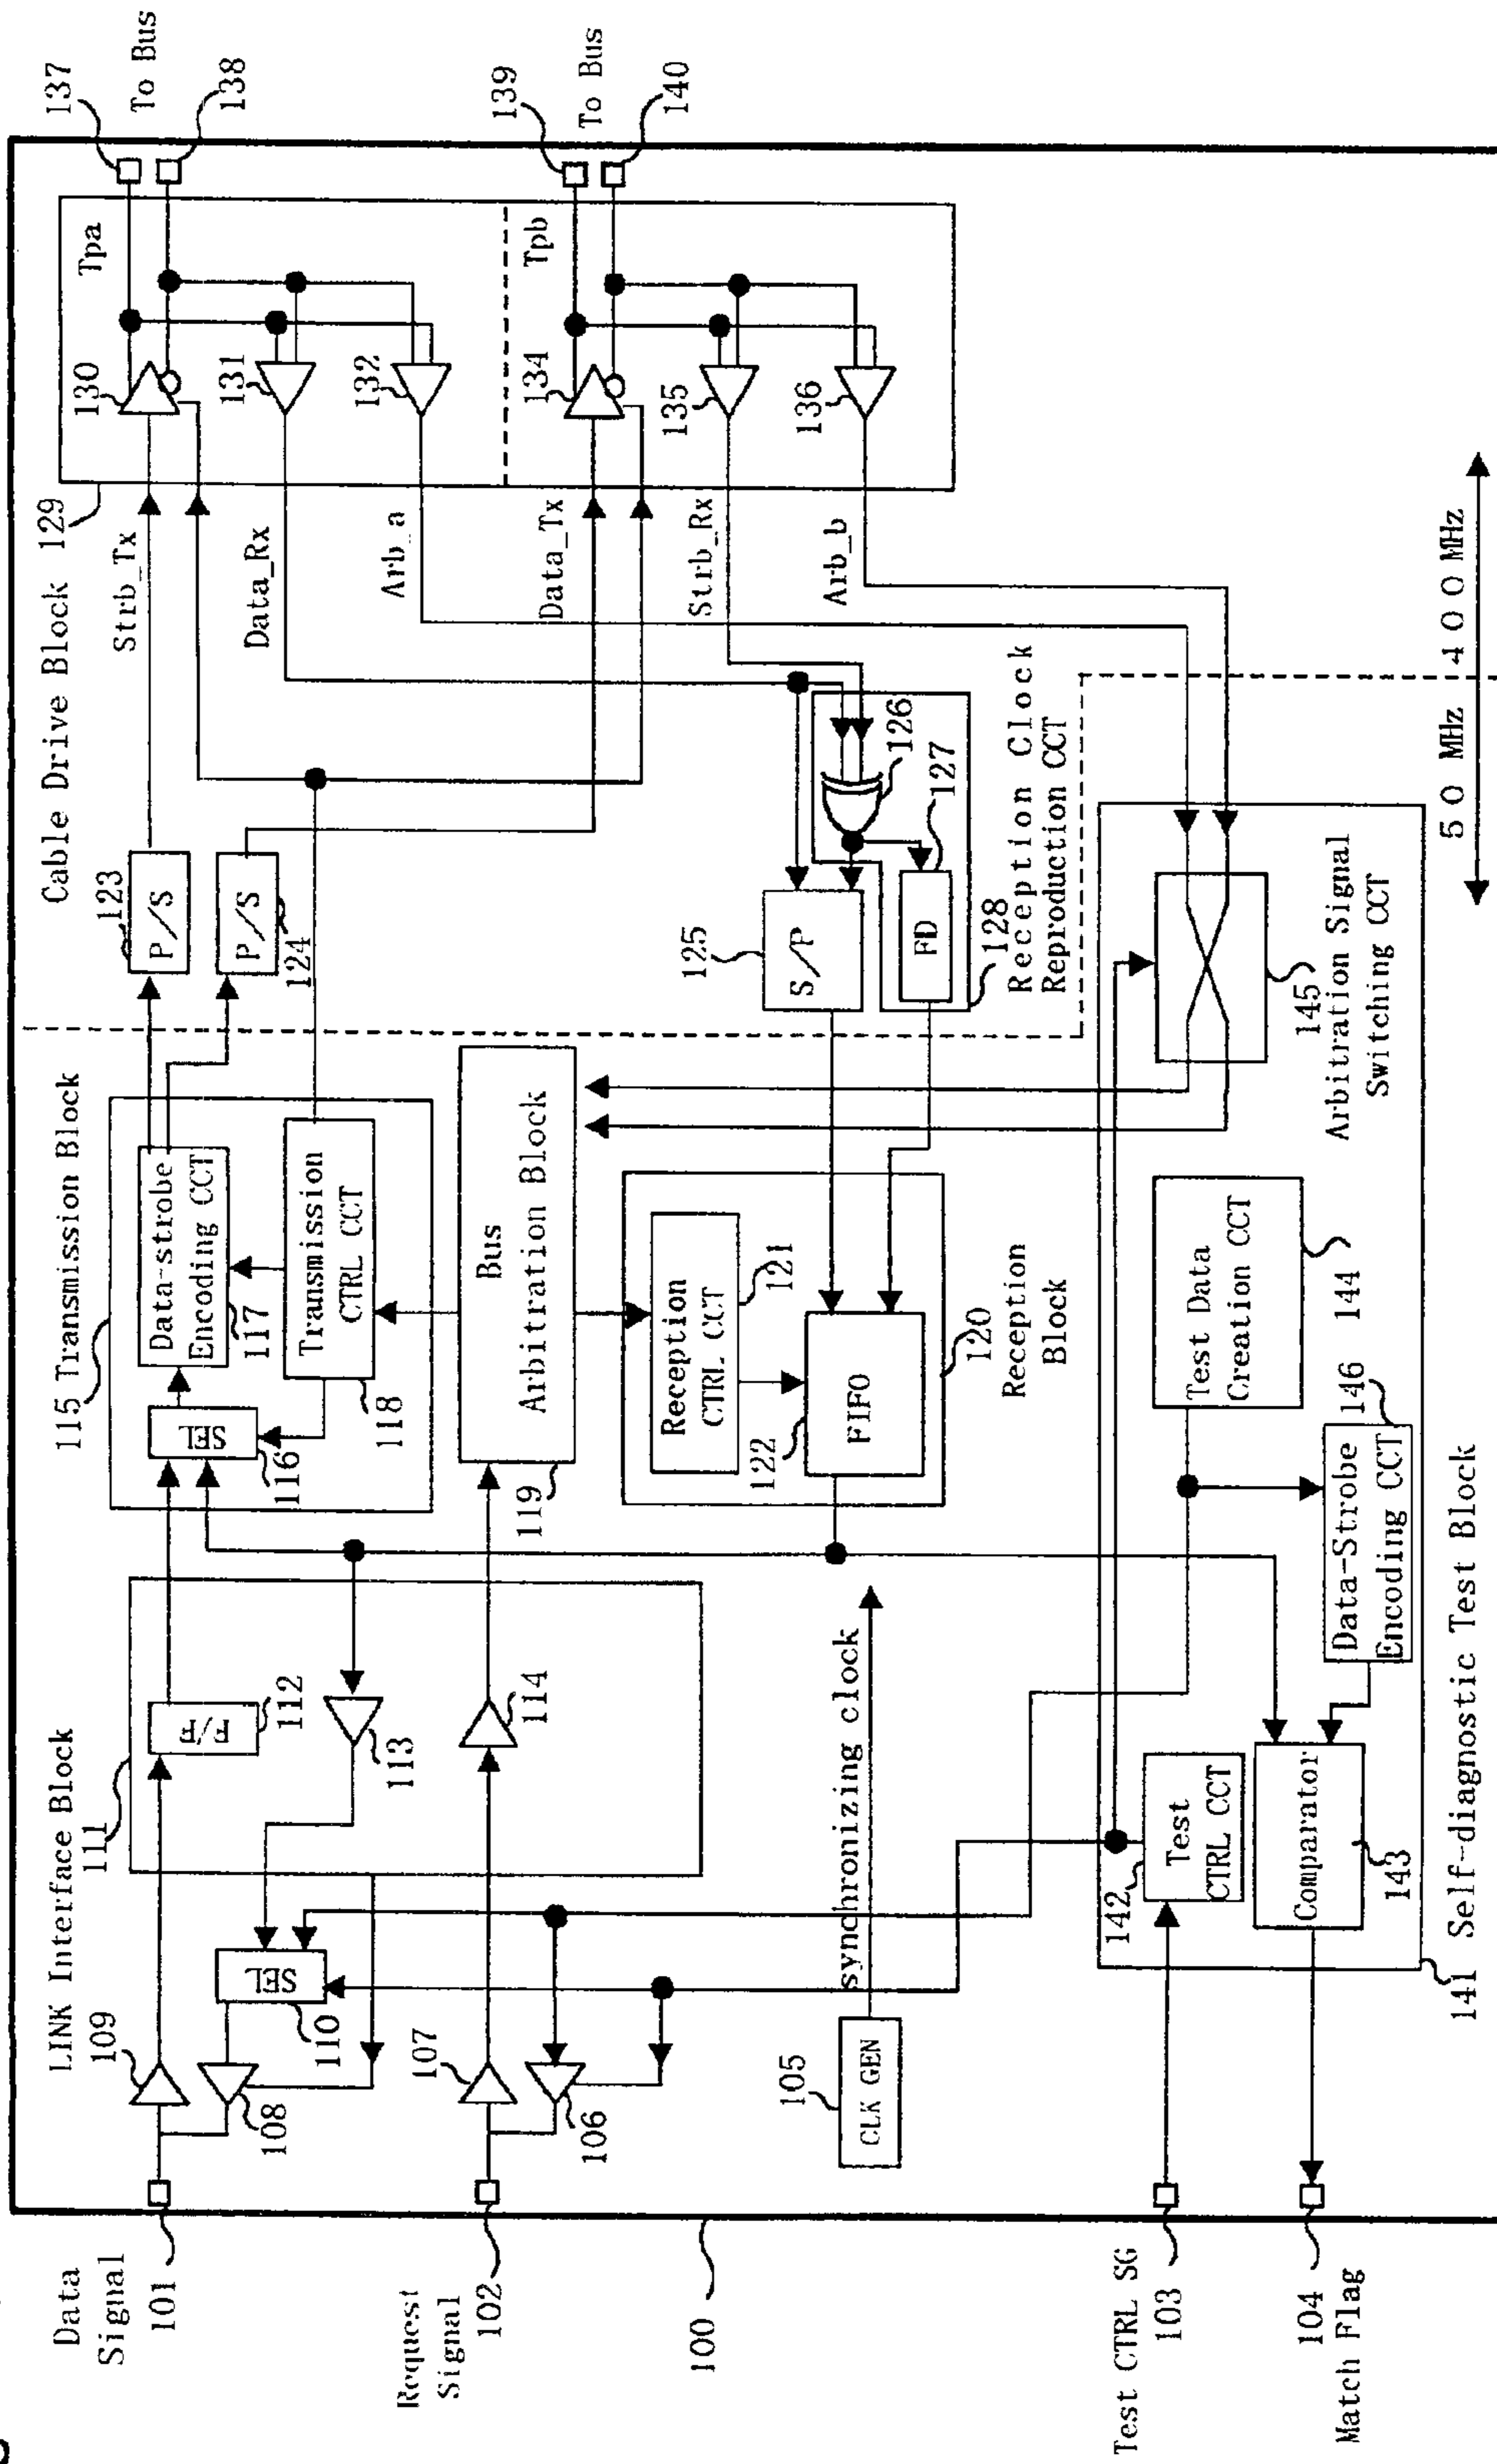 Data
Signal
101
Request
Signal
102
100
Test CTRL SG
103
104
Match Flag
LINK Interface Block
111
109
108
SEL
110
107
106
F/F
112
113
114
105
CLK GEN
synchronizing clock
115 Transmission Block
SEL
116
Data-strobe
Encoding CCT
117
Transmission
CTRL CCT
118
Bus
Arbitration Block
119
Reception
CTRL CCT
121
122
FIFO
120
Reception
Block
Cable Drive Block 129
123
P/S
P/S
124
Strb_Tx
Data_Rx
Arb_a
Data_Tx
Strb_Rx
Arb_b
125
S/P
126
127
FD
128
Reception Clock
Reproduction CCT
Tpa
130
131
132
Tpb
134
135
136
137
To Bus
138
139
To Bus
140
142
Test
CTRL CCT
Comparator
143
Test Data
Creation CCT
144
146
Data-Strobe
Encoding CCT
145
Arbitration Signal
Switching CCT
141 Self-diagnostic Test Block
50 MHz
400 MHz